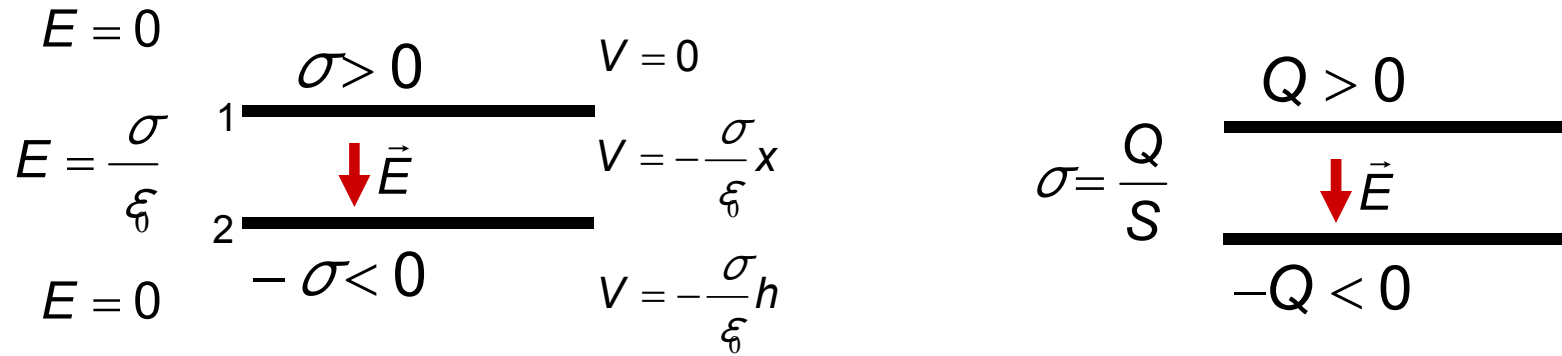 E = 0
σ > 0
V = 0
Q > 0
1
E = σ/ε₀
E⃗
V = −σ/ε₀ x
σ = Q/S
E⃗
2
E = 0
− σ < 0
V = −σ/ε₀ h
−Q < 0